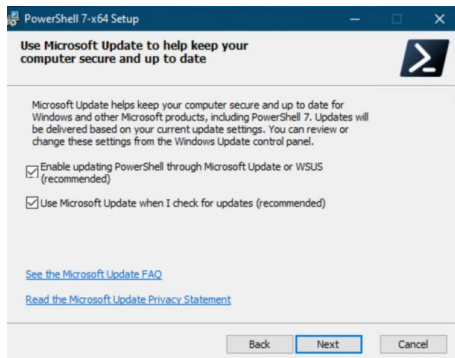 PowerShell 7-x64 Setup
Use Microsoft Update to help keep your
computer secure and up to date
Microsoft Update helps keep your computer secure and up to date for
Windows and other Microsoft products, including PowerShell 7. Updates will
be delivered based on your current update settings. You can review or
change these settings from the Windows Update control panel.
Enable updating PowerShell through Microsoft Update or WSUS
(recommended)
Use Microsoft Update when I check for updates (recommended)
See the Microsoft Update FAQ
Read the Microsoft Update Privacy Statement
Back Next Cancel